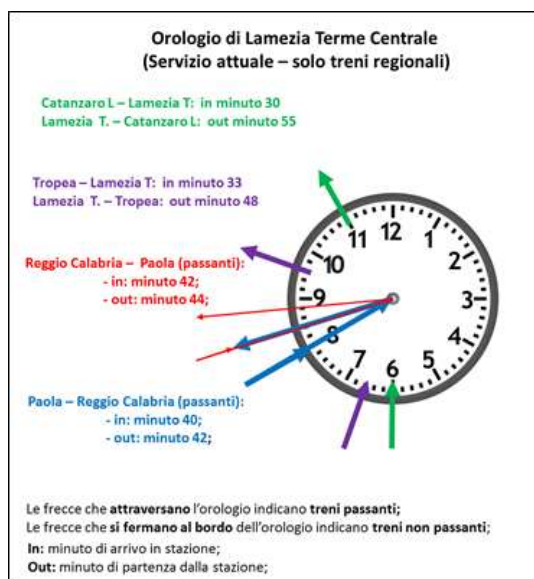 Orologio di Lamezia Terme Centrale
(Servizio attuale – solo treni regionali)
Catanzaro L – Lamezia T: in minuto 30
Lamezia T. – Catanzaro L: out minuto 55
Tropea – Lamezia T: in minuto 33
Lamezia T. – Tropea: out minuto 48
Reggio Calabria – Paola (passanti):
- in: minuto 42;
- out: minuto 44;
Paola – Reggio Calabria (passanti):
- in: minuto 40;
- out: minuto 42;
12
1
2
3
4
5
6
7
8
9
10
11
Le frecce che attraversano l'orologio indicano treni passanti;
Le frecce che si fermano al bordo dell'orologio indicano treni non passanti;
In: minuto di arrivo in stazione;
Out: minuto di partenza dalla stazione;